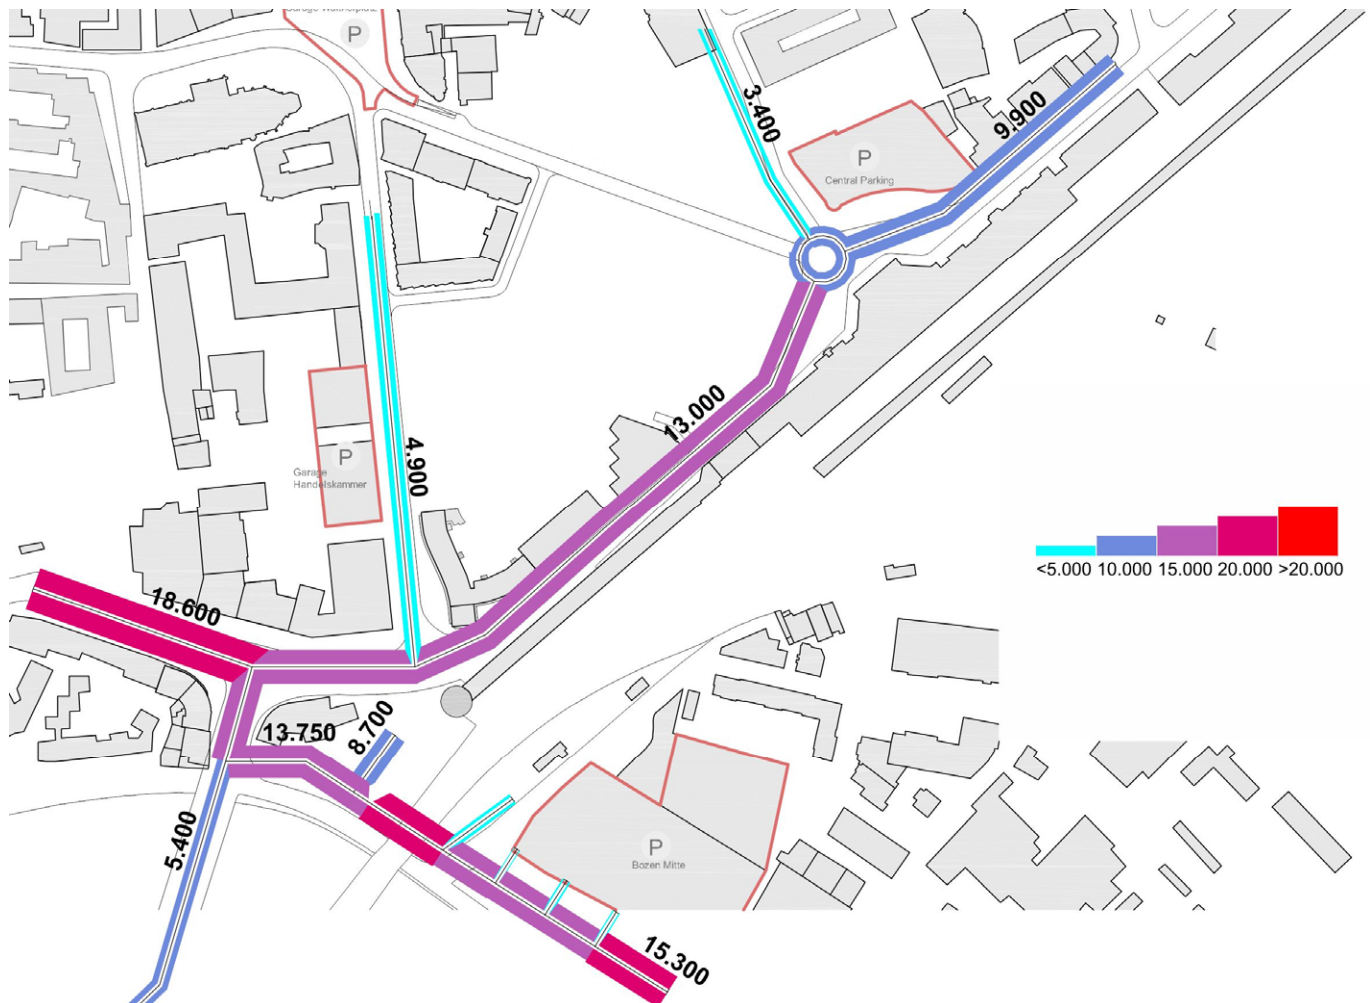 P
3.400
9.900
P
Central Parking
13.000
4.900
P
Garage
Handelskammer
<5.000 10.000 15.000 20.000 >20.000
18.600
13.750
8.700
5.400
P
Bozen Mitte
15.300